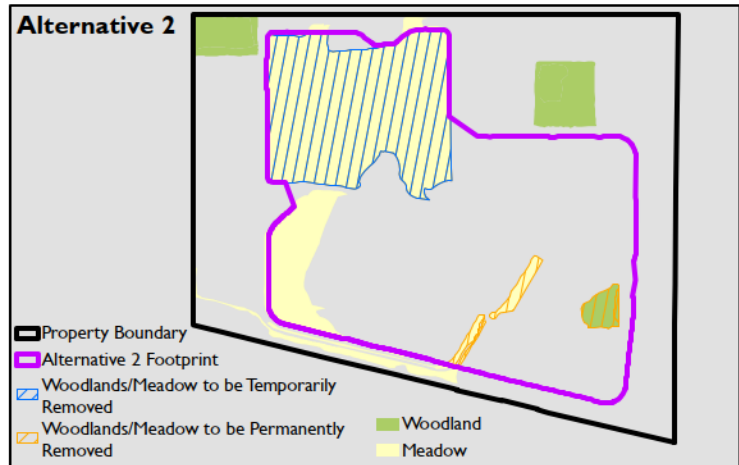 Alternative 2
Property Boundary
Alternative 2 Footprint
Woodlands/Meadow to be Temporarily
Removed
Woodlands/Meadow to be Permanently
Removed
Woodland
Meadow